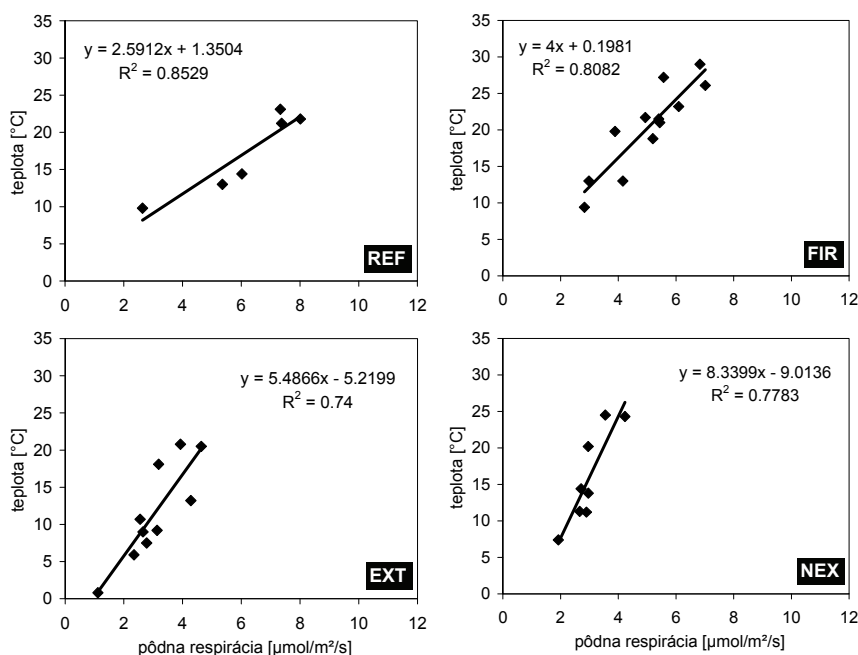 y = 2.5912x + 1.3504
R² = 0.8529
teplota [°C]
35
30
25
20
15
10
5
0
0 2 4 6 8 10 12
REF
y = 4x + 0.1981
R² = 0.8082
teplota [°C]
35
30
25
20
15
10
5
0
0 2 4 6 8 10 12
FIR
y = 5.4866x - 5.2199
R² = 0.74
teplota [°C]
35
30
25
20
15
10
5
0
0 2 4 6 8 10 12
EXT
pôdna respirácia [µmol/m²/s]
y = 8.3399x - 9.0136
R² = 0.7783
teplota [°C]
35
30
25
20
15
10
5
0
0 2 4 6 8 10 12
NEX
pôdna respirácia [µmol/m²/s]